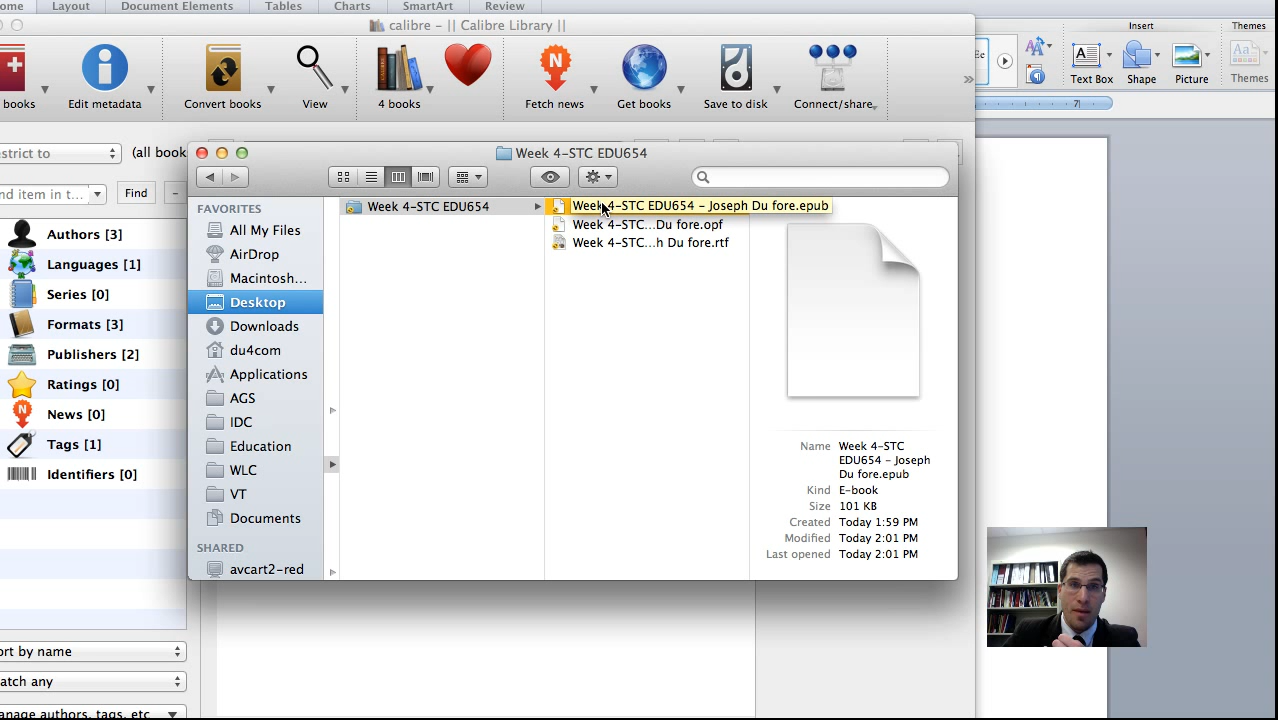 ome Layout Document Elements Tables Charts SmartArt Review
calibre - || Calibre Library ||
Insert Themes
books Edit metadata Convert books View 4 books Fetch news Get books Save to disk Connect/share
Text Box Shape Picture Themes
Aa
7
strict to (all book
nd item in t... Find
Authors [3]
Languages [1]
Series [0]
Formats [3]
Publishers [2]
Ratings [0]
News [0]
Tags [1]
Identifiers [0]
ort by name
atch any
anage authors, tags, etc
Week 4-STC EDU654
FAVORITES
All My Files
AirDrop
Macintosh...
Desktop
Downloads
du4com
Applications
AGS
IDC
Education
WLC
VT
Documents
SHARED
avcart2-red
Week 4-STC EDU654
Week 4-STC EDU654 - Joseph Du fore.epub
Week 4-STC...Du fore.opf
Week 4-STC...h Du fore.rtf
Name Week 4-STC
EDU654 - Joseph
Du fore.epub
Kind E-book
Size 101 KB
Created Today 1:59 PM
Modified Today 2:01 PM
Last opened Today 2:01 PM